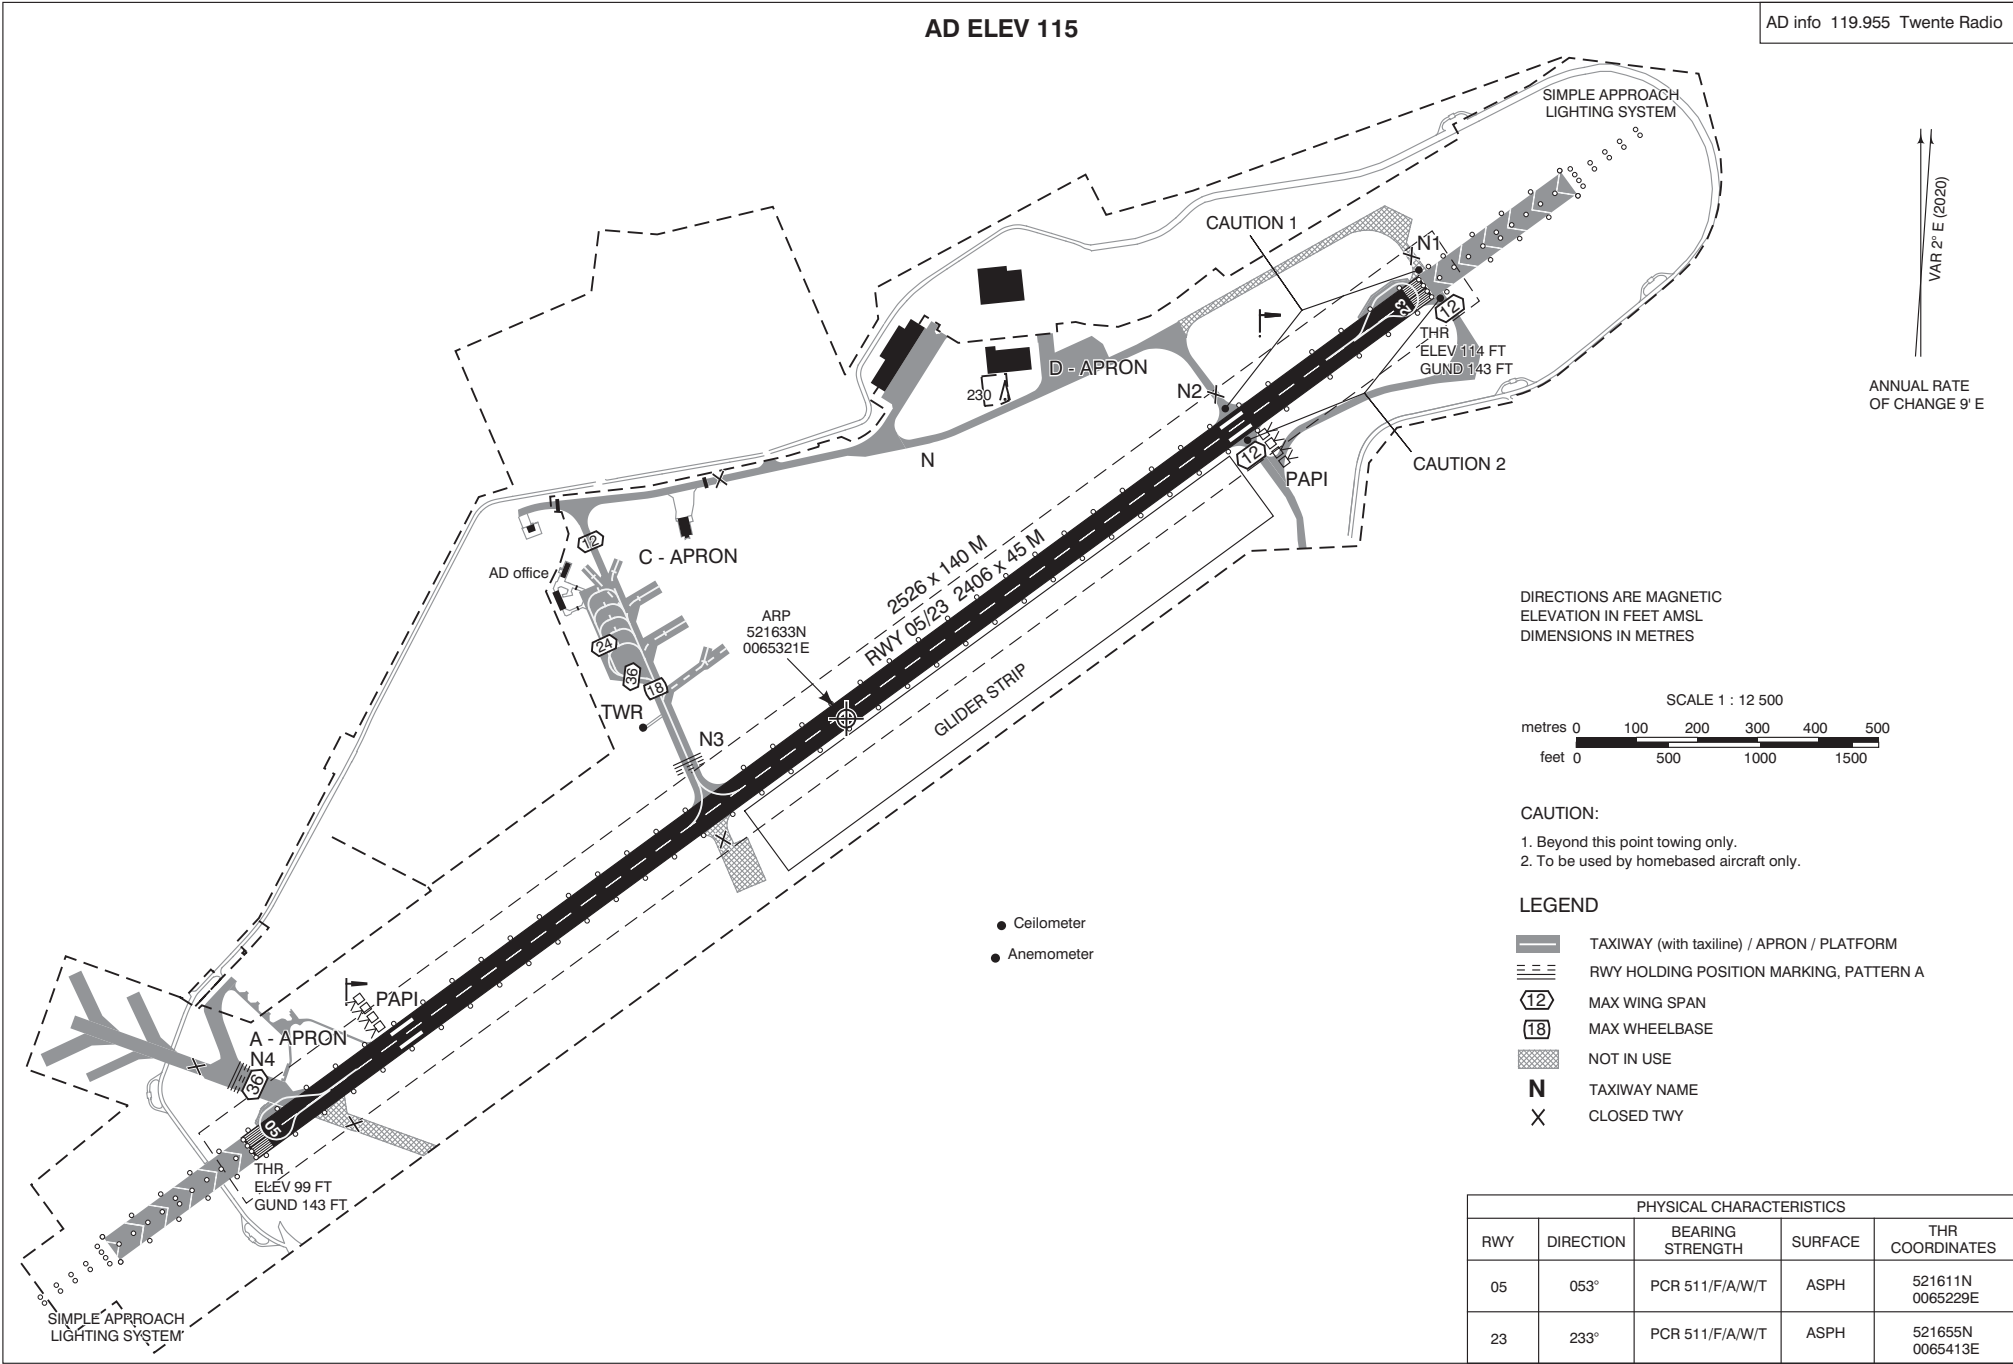 AD ELEV 115
AD info 119.955 Twente Radio
SIMPLE APPROACH
LIGHTING SYSTEM
VAR 2° E (2020)
ANNUAL RATE
OF CHANGE 9' E
CAUTION 1
N1
12
23
THR
ELEV 114 FT
GUND 143 FT
D - APRON
230
N2
12
PAPI
CAUTION 2
N
C - APRON
12
AD office
24
36
18
TWR
N3
ARP
521633N
0065321E
2526 x 140 M
RWY 05/23 2406 x 45 M
GLIDER STRIP
Ceilometer
Anemometer
PAPI
A - APRON
N4
36
05
THR
ELEV 99 FT
GUND 143 FT
SIMPLE APPROACH
LIGHTING SYSTEM
DIRECTIONS ARE MAGNETIC
ELEVATION IN FEET AMSL
DIMENSIONS IN METRES
SCALE 1 : 12 500
metres 0 100 200 300 400 500
feet 0 500 1000 1500
CAUTION:
1. Beyond this point towing only.
2. To be used by homebased aircraft only.
LEGEND
TAXIWAY (with taxiline) / APRON / PLATFORM
RWY HOLDING POSITION MARKING, PATTERN A
12 MAX WING SPAN
18 MAX WHEELBASE
NOT IN USE
N TAXIWAY NAME
X CLOSED TWY
PHYSICAL CHARACTERISTICS
RWY DIRECTION BEARING STRENGTH SURFACE THR COORDINATES
05 053° PCR 511/F/A/W/T ASPH 521611N 0065229E
23 233° PCR 511/F/A/W/T ASPH 521655N 0065413E